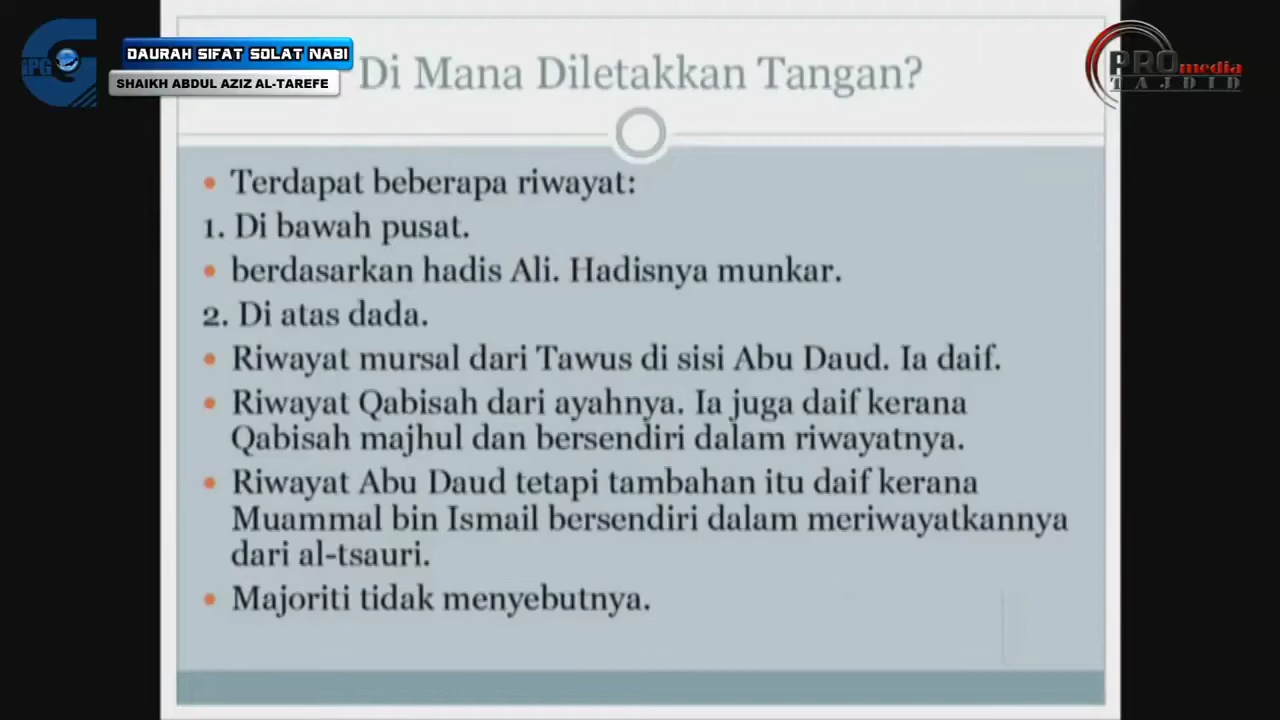 IPG
DAURAH SIFAT SOLAT NABI
SHAIKH ABDUL AZIZ AL-TAREFE
Di Mana Diletakkan Tangan?
PROmedia
TAJDID
• Terdapat beberapa riwayat:
1. Di bawah pusat.
• berdasarkan hadis Ali. Hadisnya munkar.
2. Di atas dada.
• Riwayat mursal dari Tawus di sisi Abu Daud. Ia daif.
• Riwayat Qabisah dari ayahnya. Ia juga daif kerana
Qabisah majhul dan bersendiri dalam riwayatnya.
• Riwayat Abu Daud tetapi tambahan itu daif kerana
Muammal bin Ismail bersendiri dalam meriwayatkannya
dari al-tsauri.
• Majoriti tidak menyebutnya.